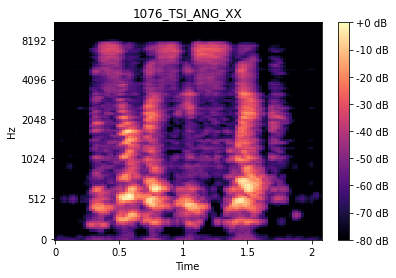 1076_TSI_ANG_XX
8192
4096
2048
1024
512
0
Hz
0
0.5
1
1.5
2
Time
+0 dB
-10 dB
-20 dB
-30 dB
-40 dB
-50 dB
-60 dB
-70 dB
-80 dB